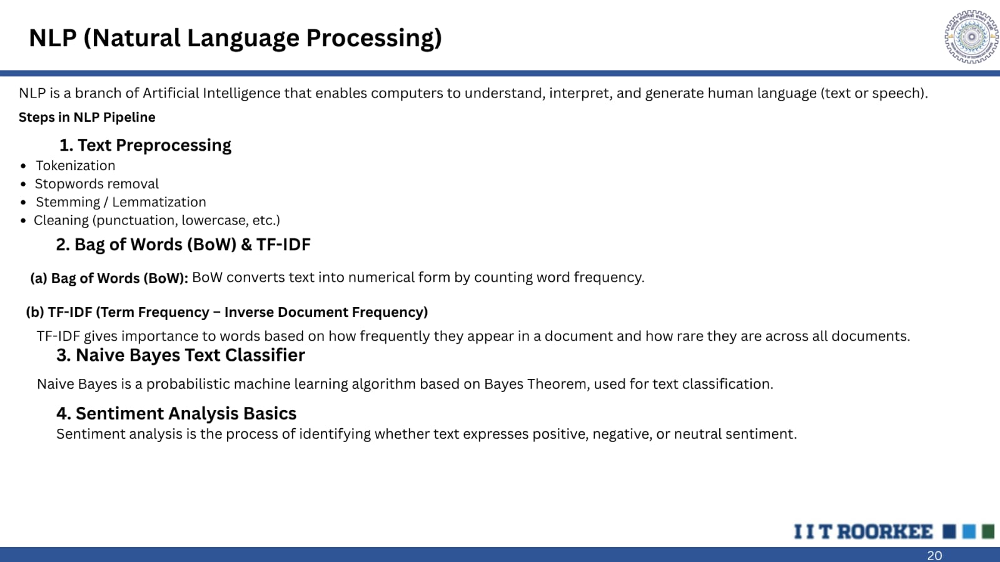 NLP (Natural Language Processing)
NLP is a branch of Artificial Intelligence that enables computers to understand, interpret, and generate human language (text or speech).
Steps in NLP Pipeline
1. Text Preprocessing
• Tokenization
• Stopwords removal
• Stemming / Lemmatization
• Cleaning (punctuation, lowercase, etc.)
2. Bag of Words (BoW) & TF-IDF
(a) Bag of Words (BoW): BoW converts text into numerical form by counting word frequency.
(b) TF-IDF (Term Frequency – Inverse Document Frequency)
TF-IDF gives importance to words based on how frequently they appear in a document and how rare they are across all documents.
3. Naive Bayes Text Classifier
Naive Bayes is a probabilistic machine learning algorithm based on Bayes Theorem, used for text classification.
4. Sentiment Analysis Basics
Sentiment analysis is the process of identifying whether text expresses positive, negative, or neutral sentiment.
I I T ROORKEE
20